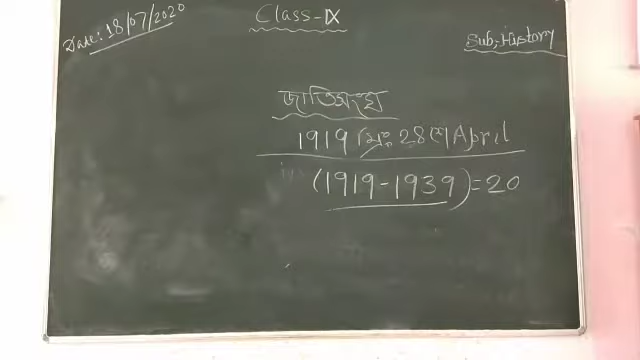 Date: 18/07/2020
Class-IX
Sub: History
জাতিসংঘ
1919 খ্রিঃ 28 শে April
(1919-1939)=20